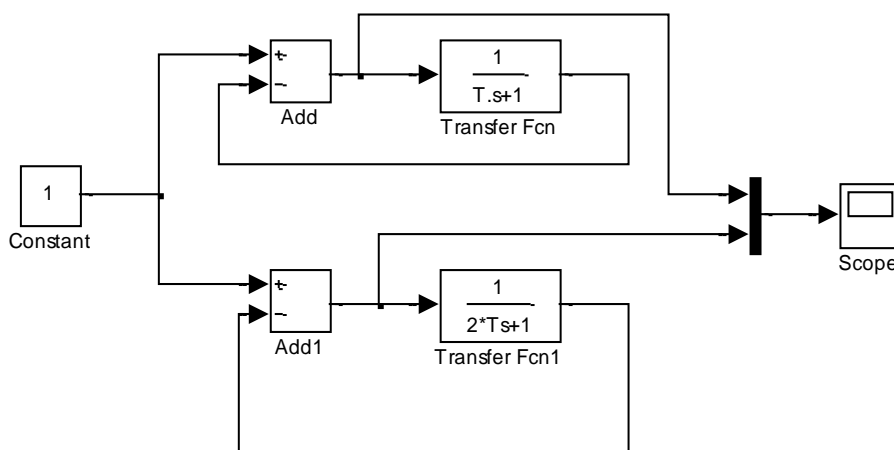 +
−
Add
1
T.s+1
Transfer Fcn
1
Constant
Scope
+
−
Add1
1
2*Ts+1
Transfer Fcn1